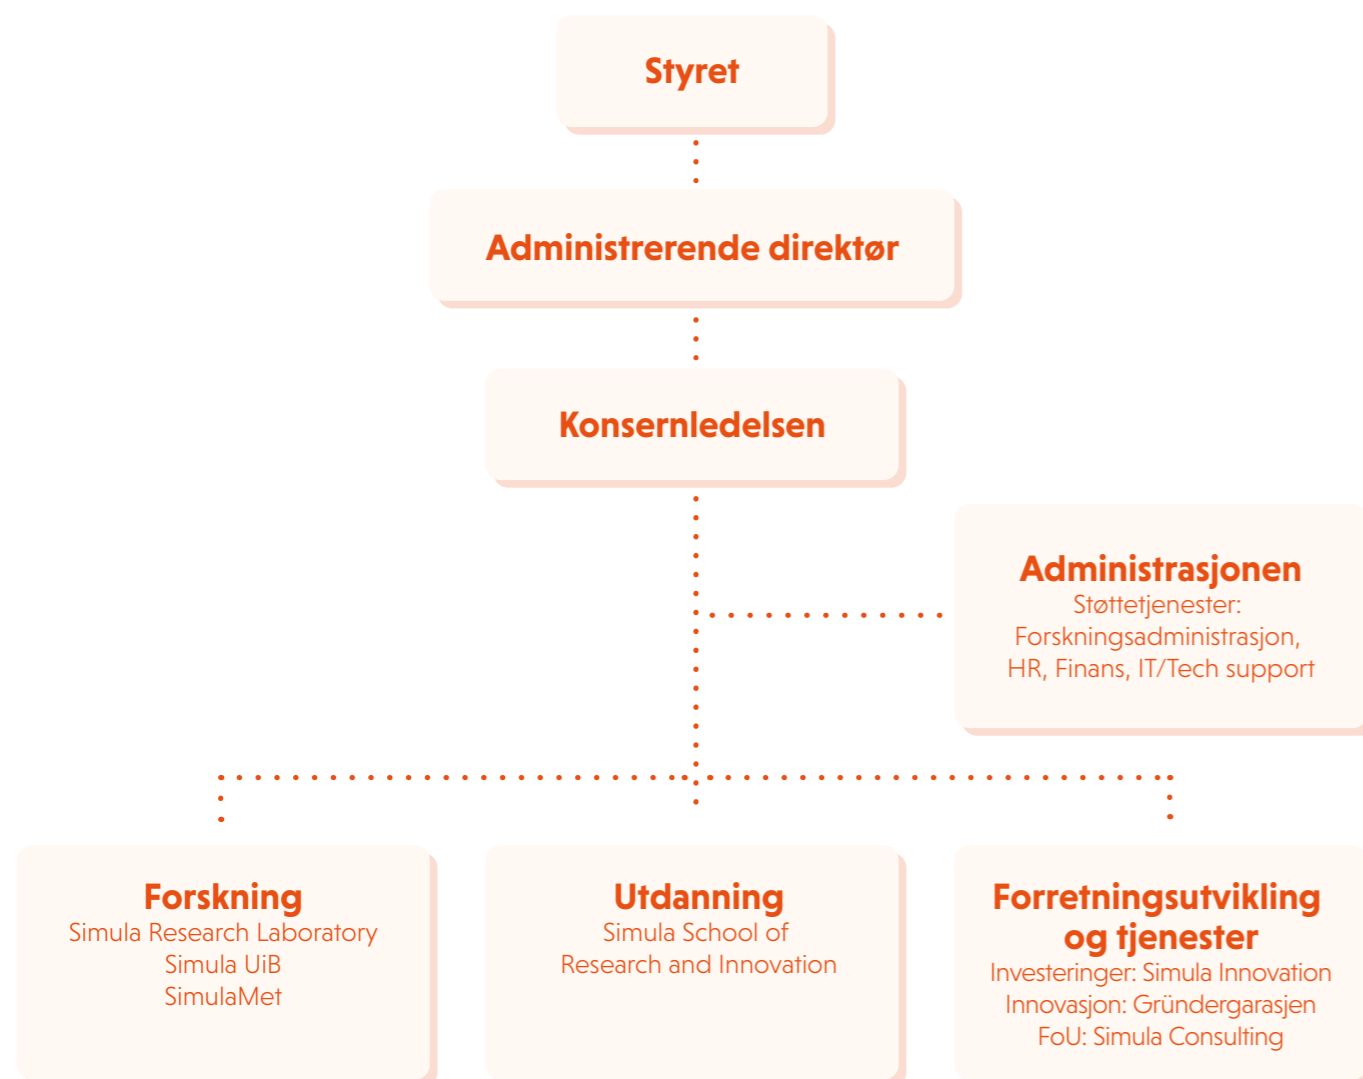 Styret
Administrerende direktør
Konsernledelsen
Administrasjonen
Støttetjenester:
Forskningsadministrasjon,
HR, Finans, IT/Tech support
Forskning
Simula Research Laboratory
Simula UiB
SimulaMet
Utdanning
Simula School of
Research and Innovation
Forretningsutvikling
og tjenester
Investeringer: Simula Innovation
Innovasjon: Gründergarasjen
FoU: Simula Consulting